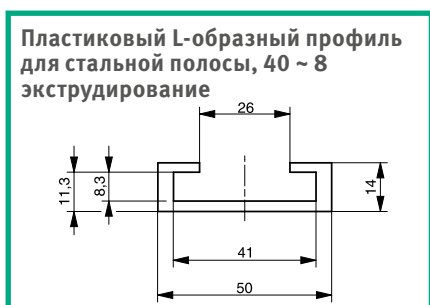 Пластиковый L-образный профиль
для стальной полосы, 40 ~ 8
экструдирование
26
11,3
8,3
14
41
50